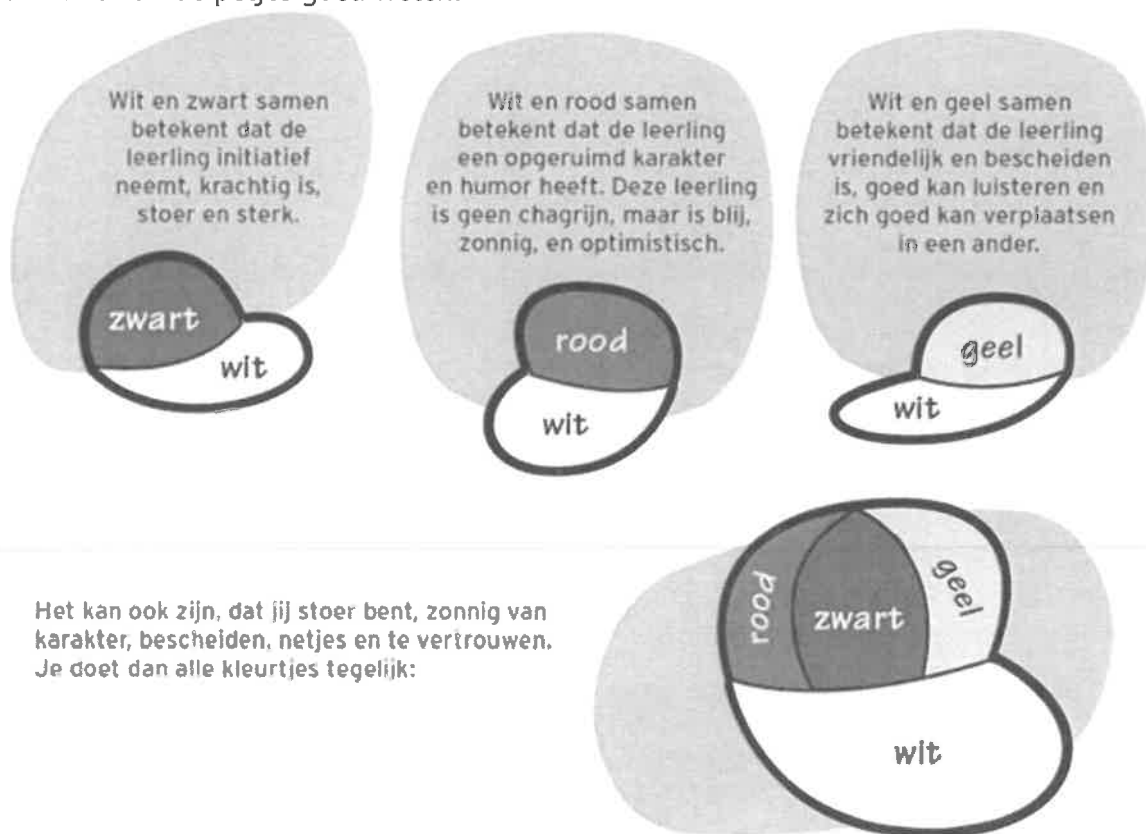 Wit en zwart samen
betekent dat de
leerling initiatief
neemt, krachtig is,
stoer en sterk.
zwart
wit
Wit en rood samen
betekent dat de leerling
een opgeruimd karakter
en humor heeft. Deze leerling
is geen chagrijn, maar is blij,
zonnig, en optimistisch.
rood
wit
Wit en geel samen
betekent dat de leerling
vriendelijk en bescheiden
is, goed kan luisteren en
zich goed kan verplaatsen
in een ander.
geel
wit
Het kan ook zijn, dat jij stoer bent, zonnig van
karakter, bescheiden, netjes en te vertrouwen.
Je doet dan alle kleurtjes tegelijk:
rood
zwart
geel
wit